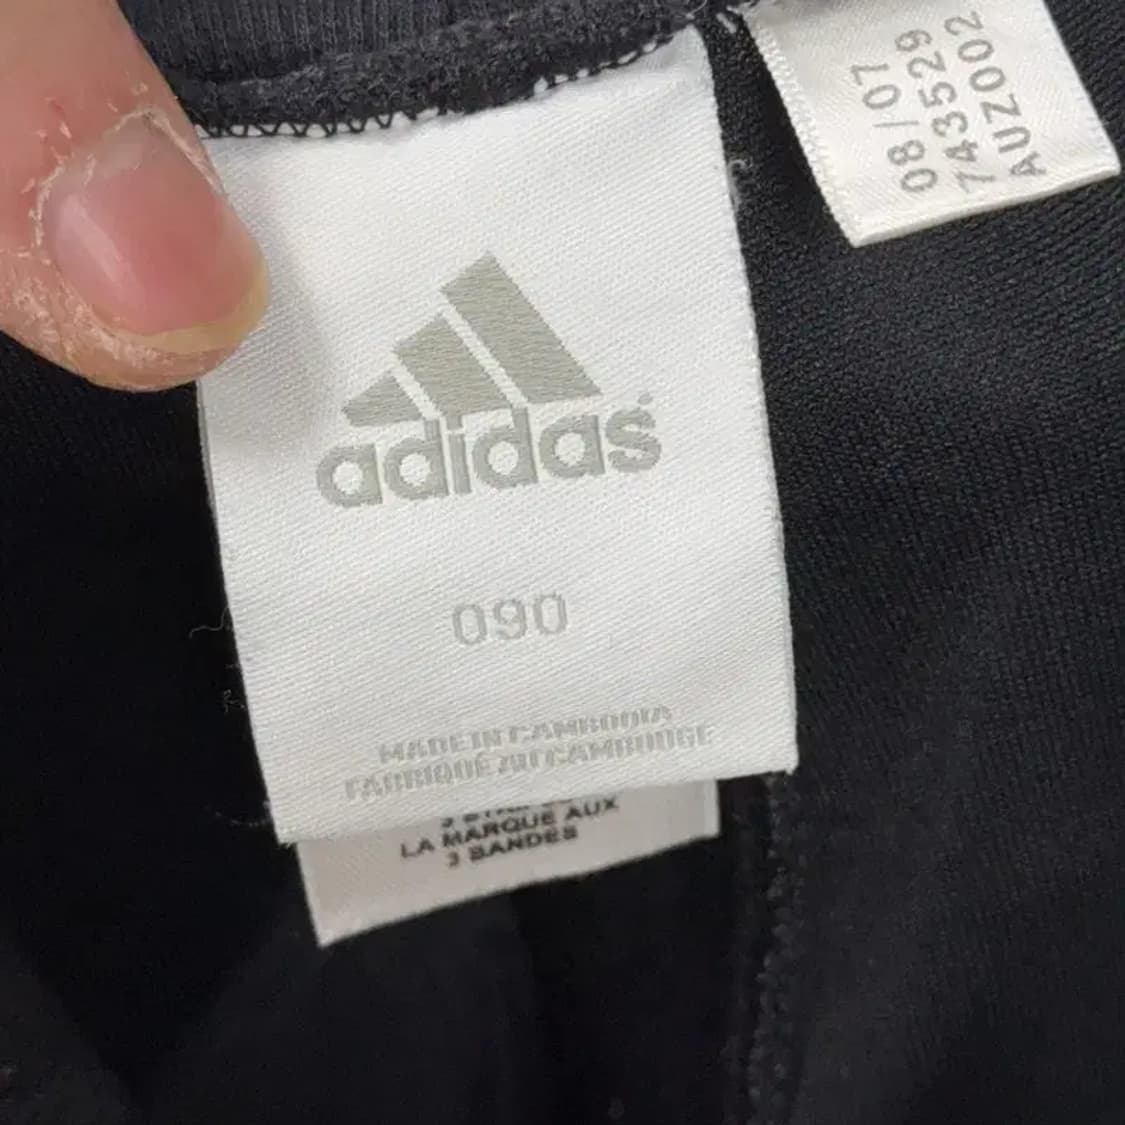 adidas
090
MADE IN CAMBODIA
FABRIQUÉ AU CAMBODGE
LA MARQUE AUX
3 BANDES
08/07
743529
AUZ002